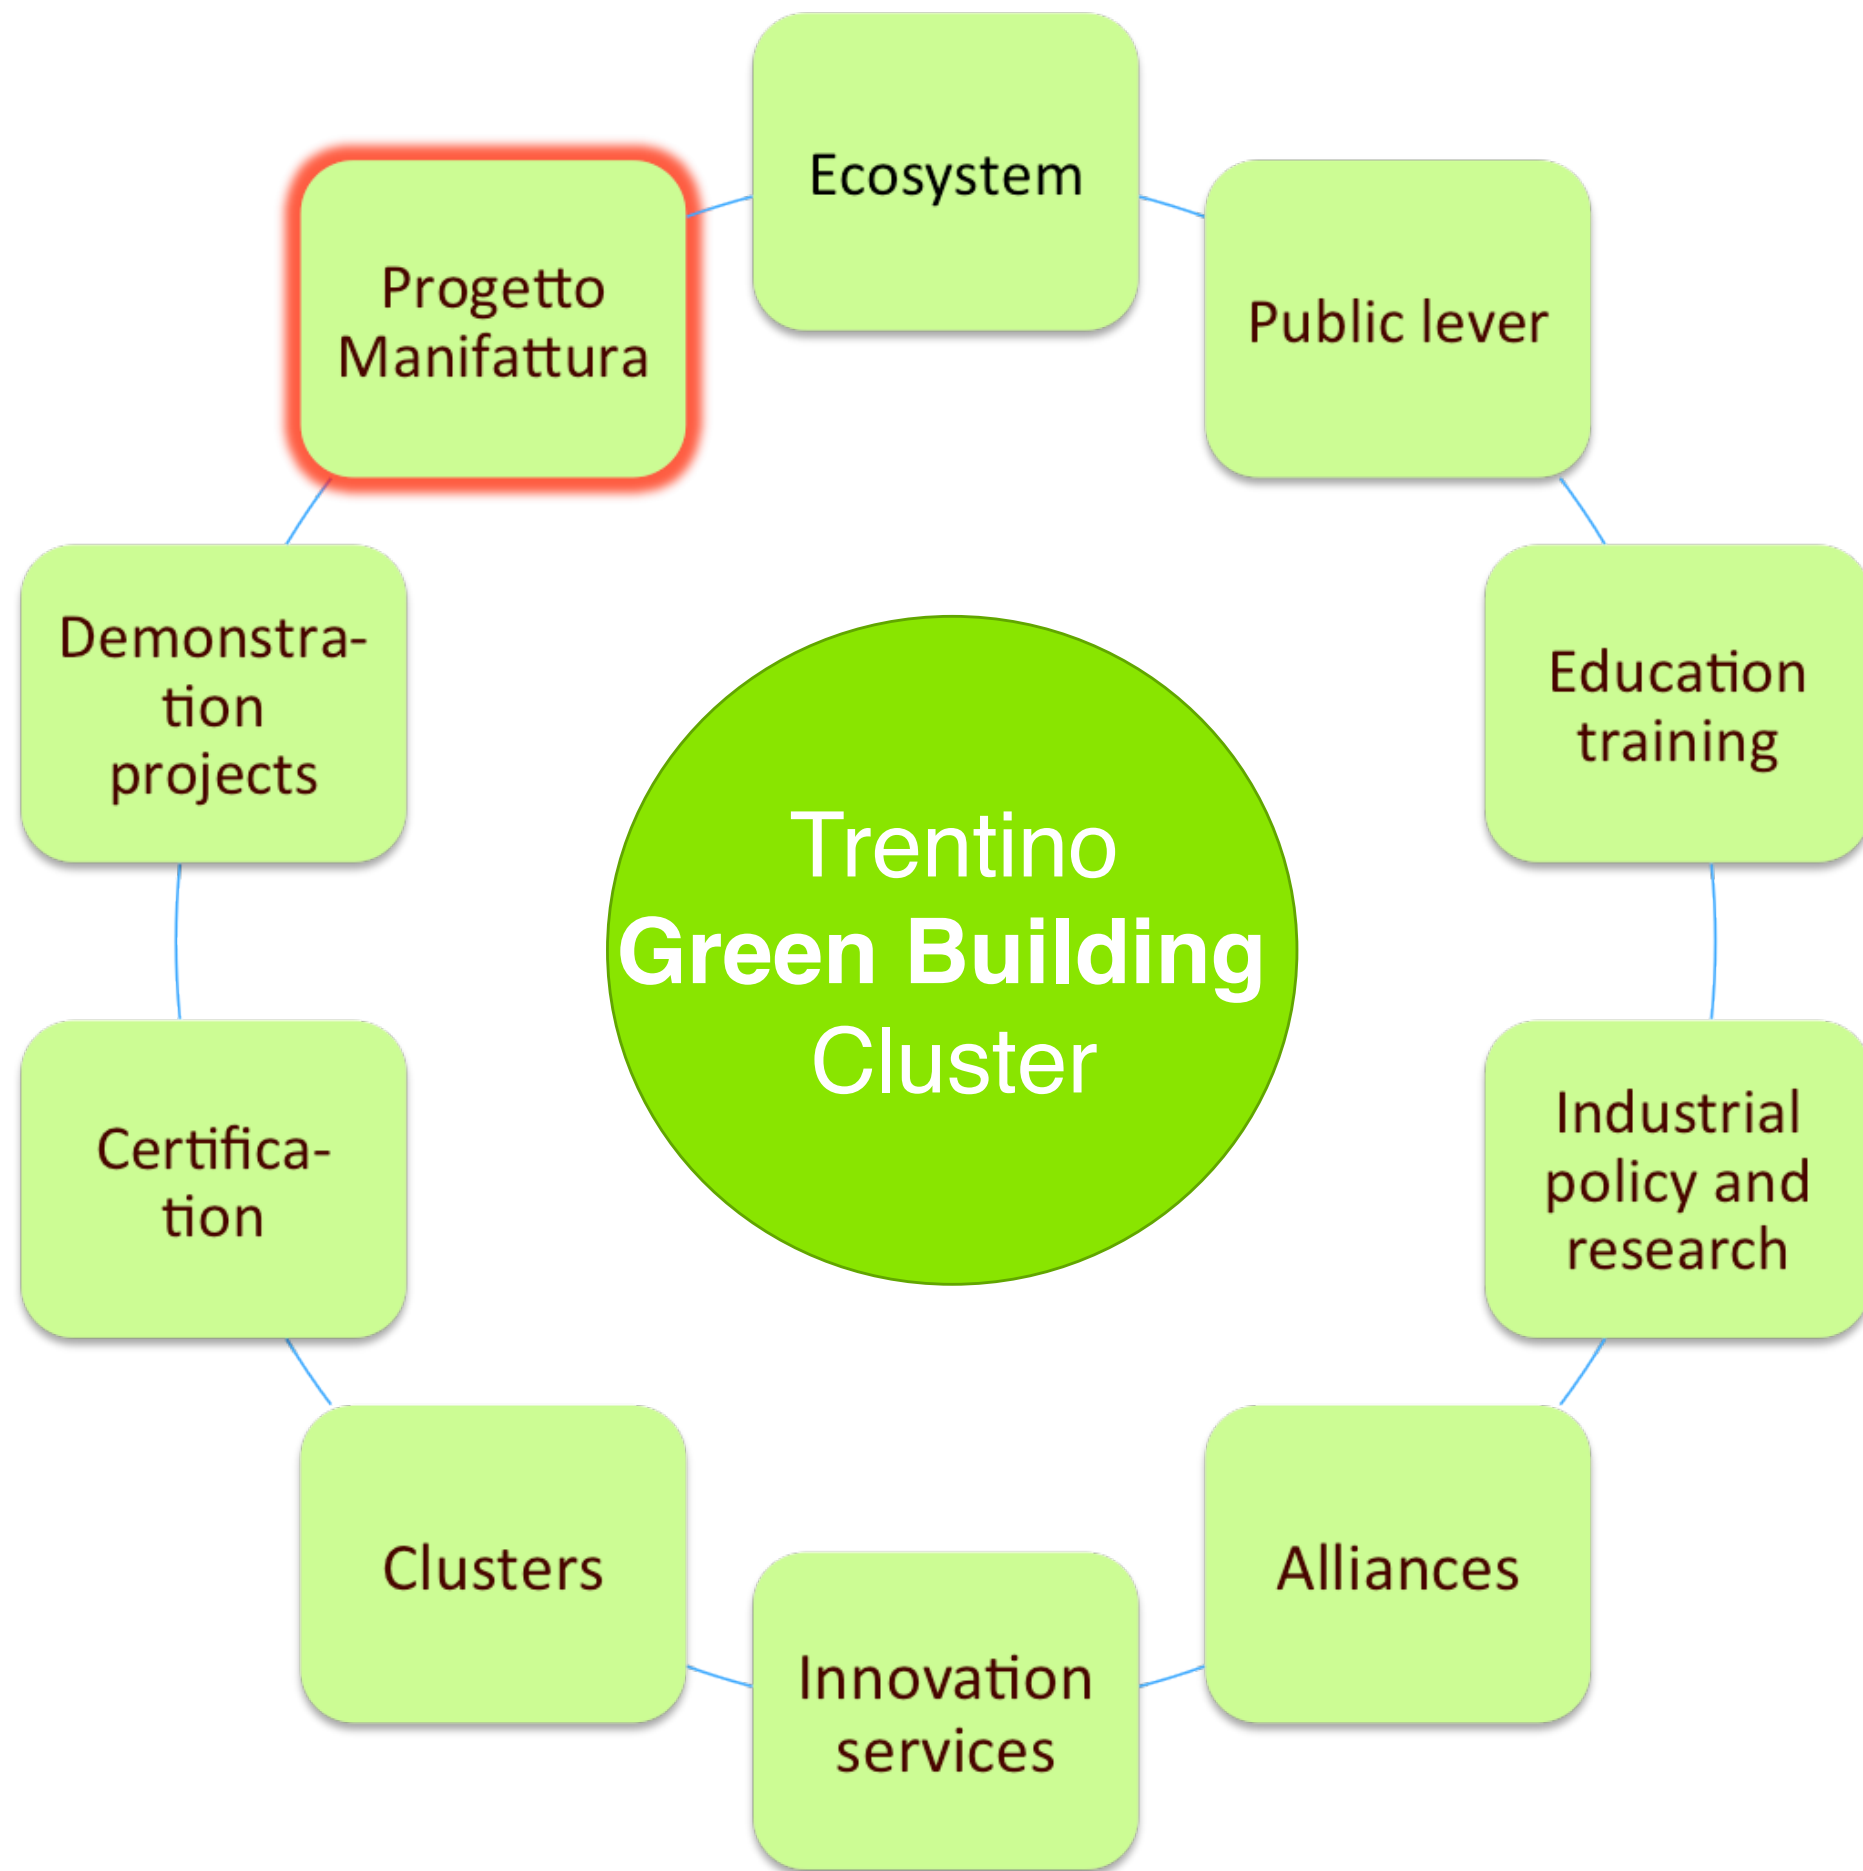 Ecosystem
Public lever
Education
training
Industrial
policy and
research
Alliances
Innovation
services
Clusters
Certifica-
tion
Demonstra-
tion
projects
Progetto
Manifattura
Trentino
Green Building
Cluster